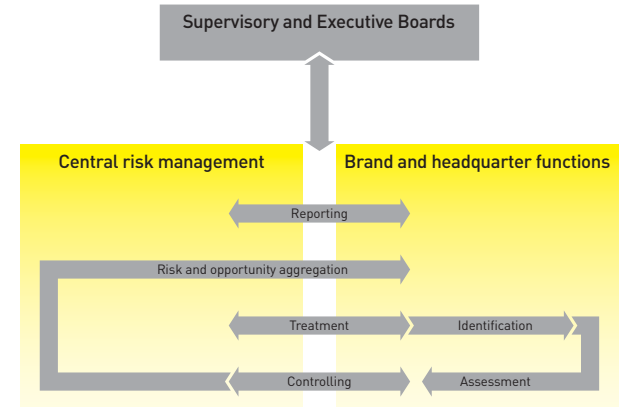 Supervisory and Executive Boards
Central risk management
Brand and headquarter functions
Reporting
Risk and opportunity aggregation
Treatment
Identification
Controlling
Assessment